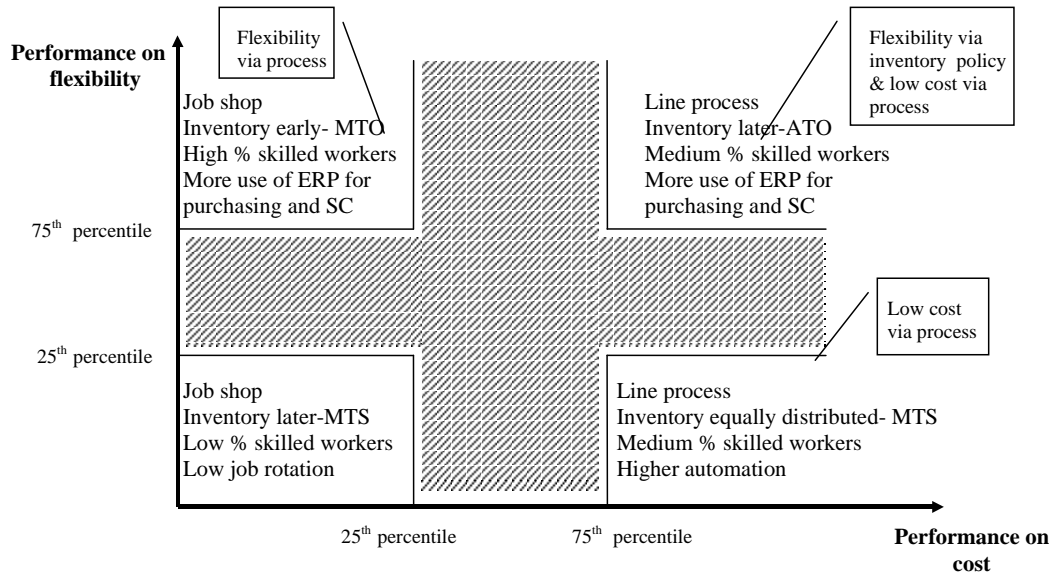 Performance on
flexibility
Flexibility
via process
Flexibility via
inventory policy
& low cost via
process
Job shop
Inventory early- MTO
High % skilled workers
More use of ERP for
purchasing and SC
Line process
Inventory later-ATO
Medium % skilled workers
More use of ERP for
purchasing and SC
75th percentile
Low cost
via process
25th percentile
Job shop
Inventory later-MTS
Low % skilled workers
Low job rotation
Line process
Inventory equally distributed- MTS
Medium % skilled workers
Higher automation
25th percentile
75th percentile
Performance on
cost